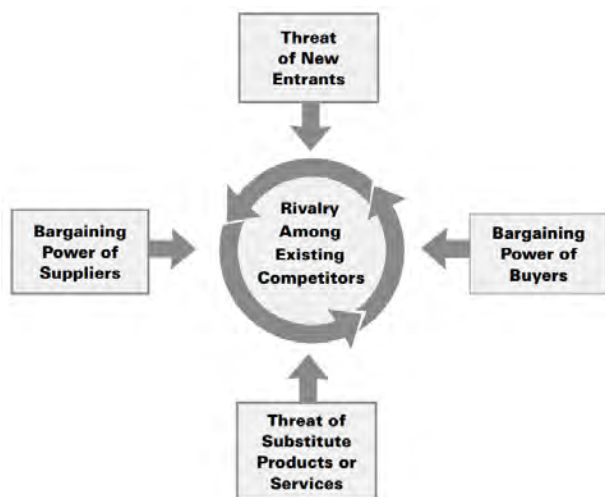 Threat
of New
Entrants
Rivalry
Among
Existing
Competitors
Bargaining
Power of
Suppliers
Bargaining
Power of
Buyers
Threat of
Substitute
Products or
Services